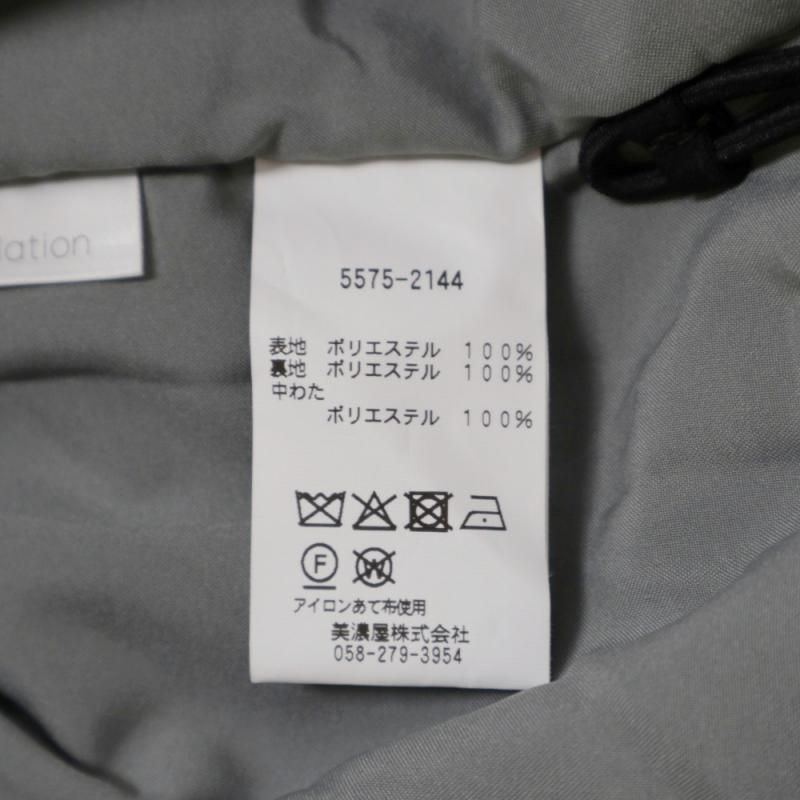 lation
5575-2144
表地 ポリエステル 100%
裏地 ポリエステル 100%
中わた
ポリエステル 100%
F W
アイロンあて布使用
美濃屋株式会社
058-279-3954